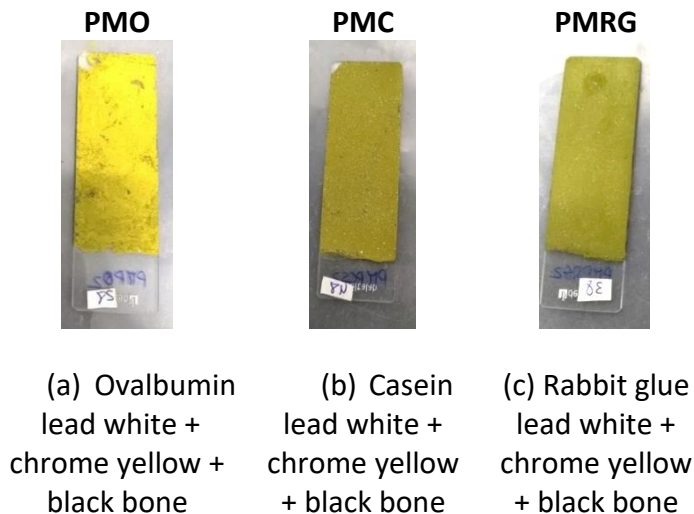 PMO PMC PMRG
(a) Ovalbumin
lead white +
chrome yellow +
black bone
(b) Casein
lead white +
chrome yellow
+ black bone
(c) Rabbit glue
lead white +
chrome yellow
+ black bone